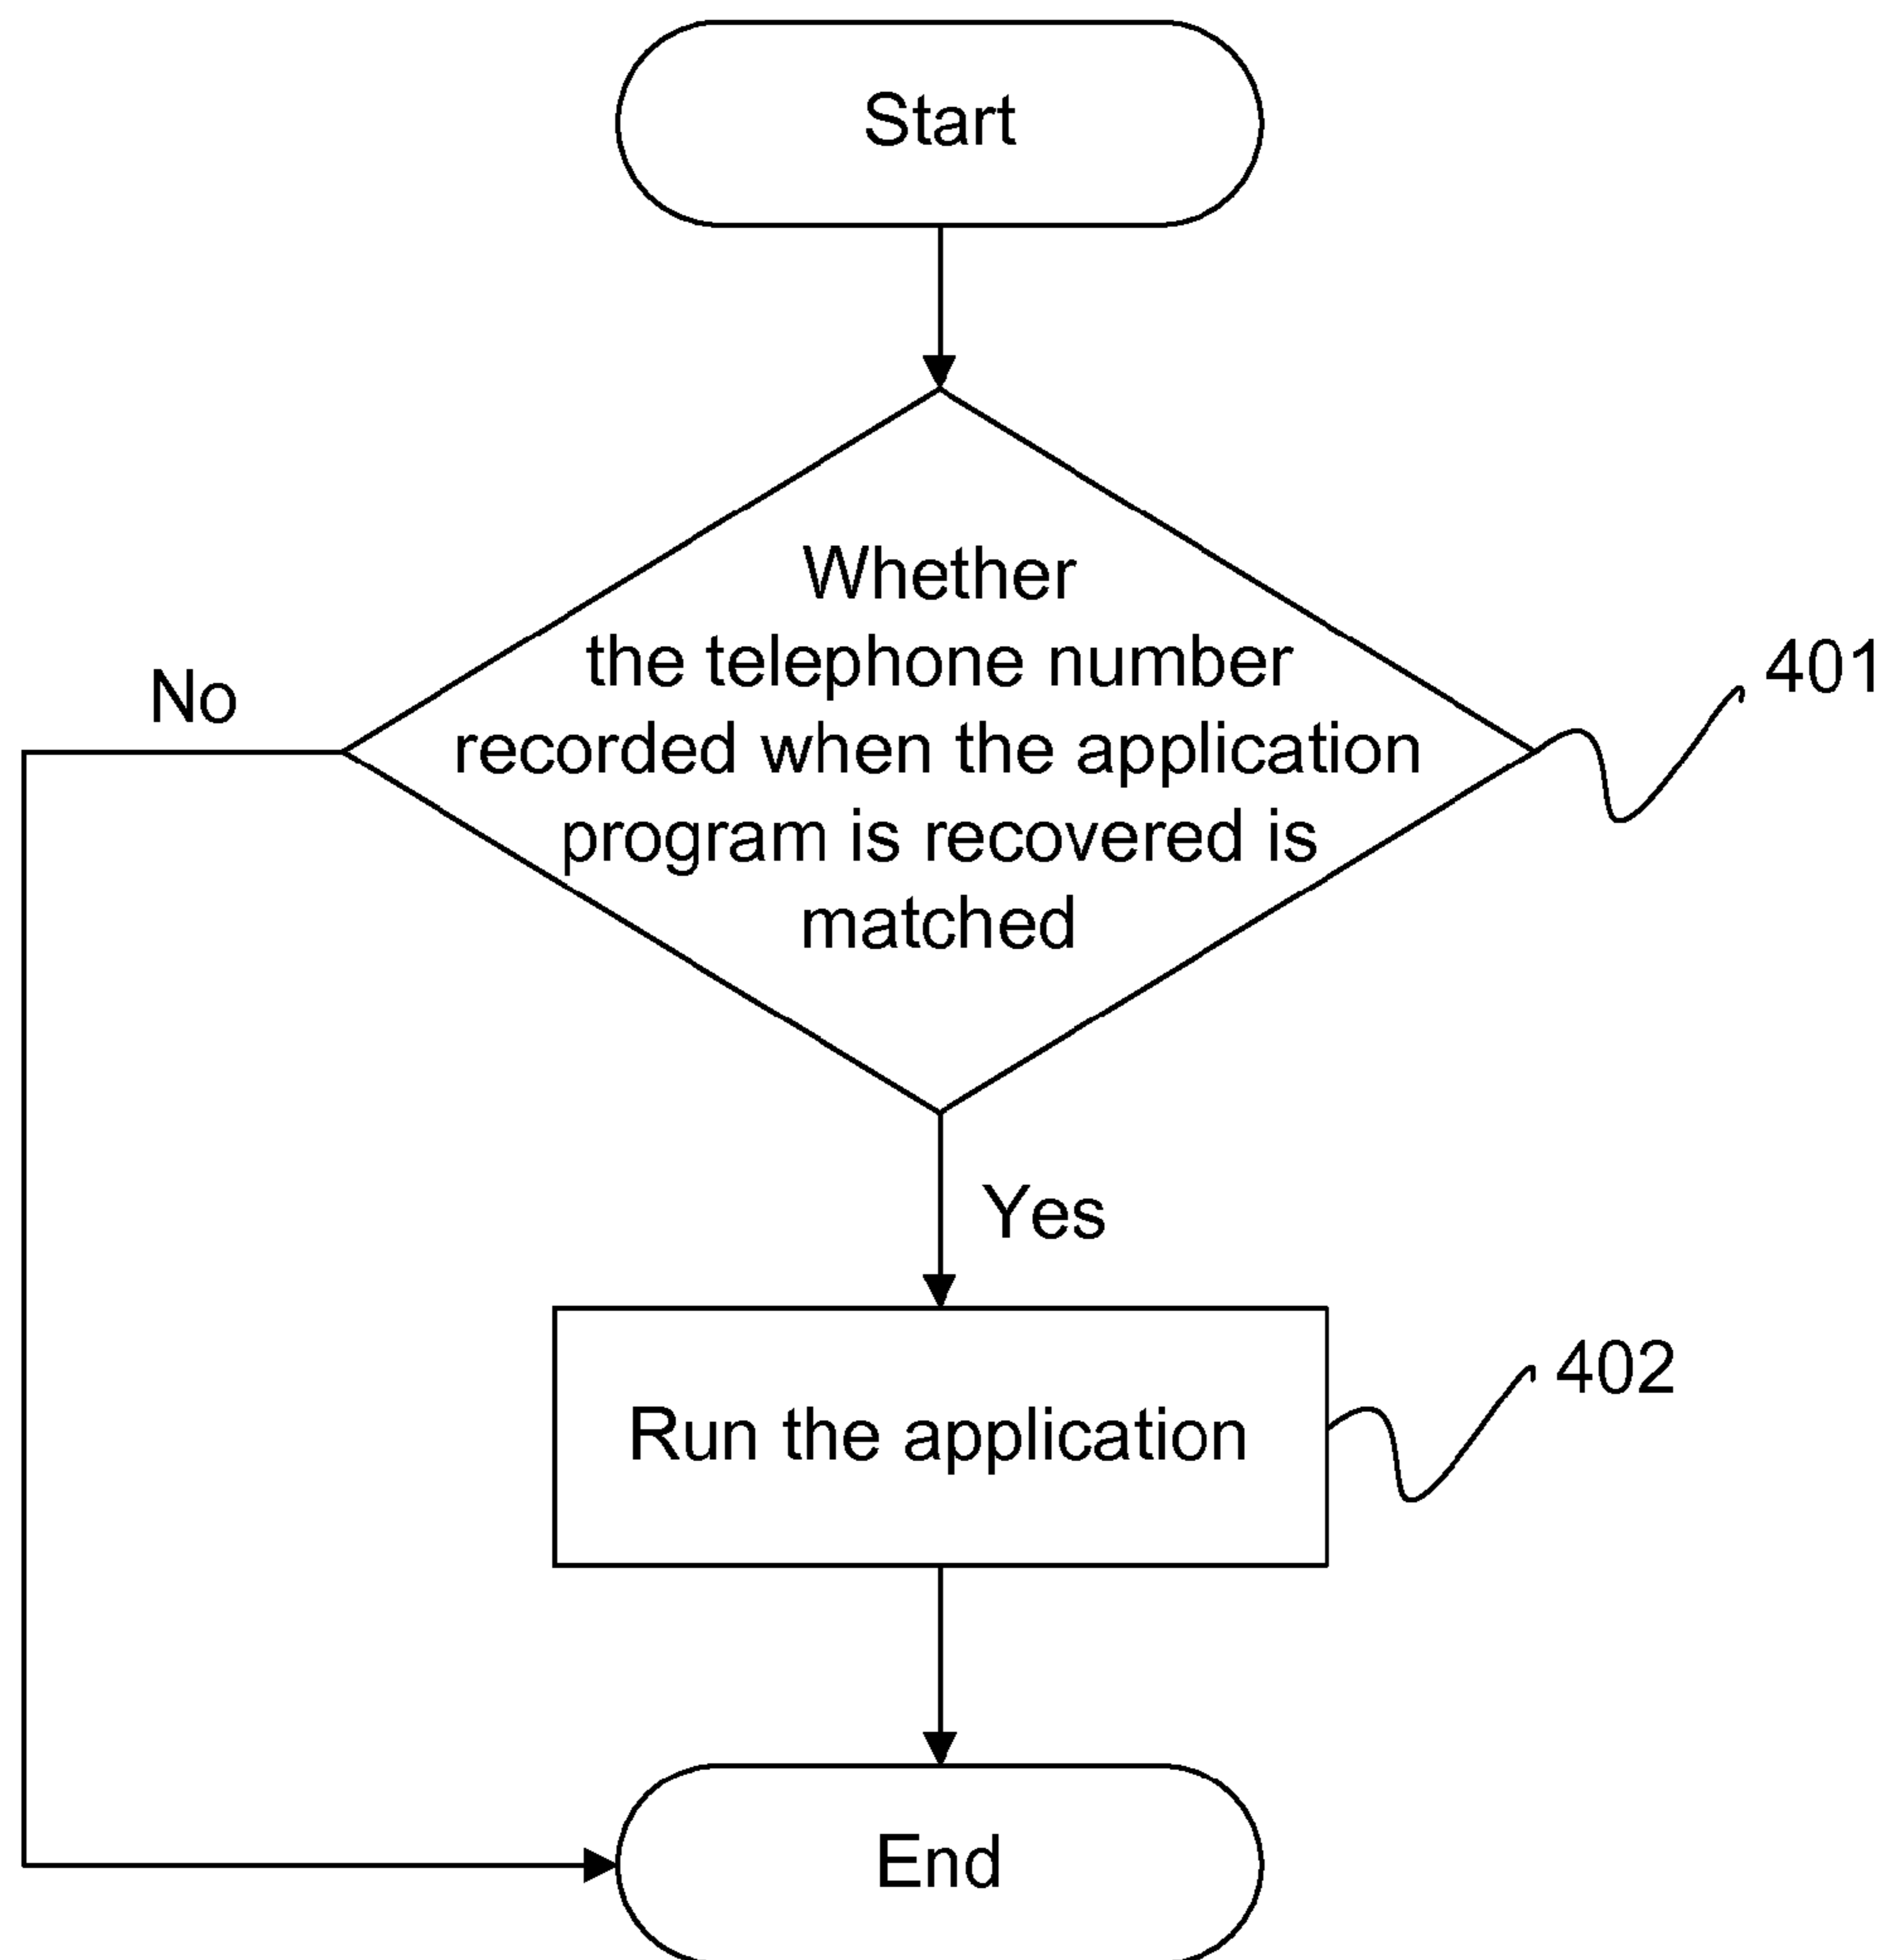 Start
Whether
the telephone number
recorded when the application
program is recovered is
matched
401
No
Yes
Run the application
402
End